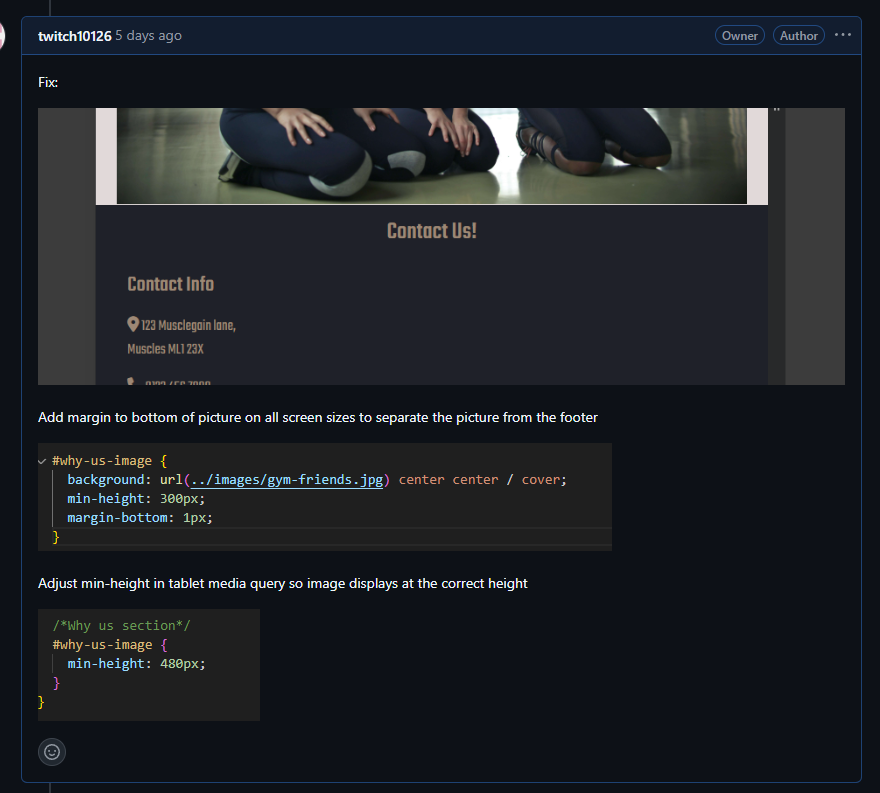 twitch10126 5 days ago
Owner
Author
Fix:
Contact Us!
Contact Info
123 Musclegain lane,
Muscles ML1 23X
Add margin to bottom of picture on all screen sizes to separate the picture from the footer
#why-us-image {
background: url(../images/gym-friends.jpg) center center / cover;
min-height: 300px;
margin-bottom: 1px;
}
Adjust min-height in tablet media query so image displays at the correct height
/*Why us section*/
#why-us-image {
min-height: 480px;
}
}